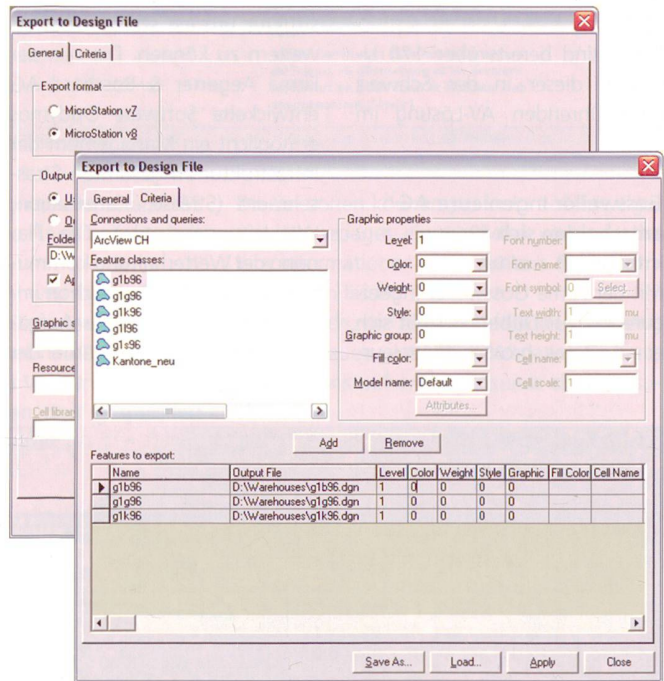 Export to Design File
General Criteria
Export format
MicroStation v7
MicroStation v8
Output
Folder
D:\W
Graphic s
Resource
Cell librar
Export to Design File
General Criteria
Connections and queries:
ArcView CH
Feature classes:
g1b96
g1g96
g1k96
g1l96
g1s96
Kantone_neu
Graphic properties
Level: 1
Color: 0
Weight: 0
Style: 0
Graphic group: 0
Fill color:
Model name: Default
Attributes...
Font number:
Font name:
Font symbol: 0 Select...
Text width: 1 mu
Text height: 1 mu
Cell name:
Cell scale: 1
Add Remove
Features to export:
Name Output File Level Color Weight Style Graphic Fill Color Cell Name
g1b96 D:\Warehouses\g1b96.dgn 1 0 0 0 0
g1g96 D:\Warehouses\g1g96.dgn 1 0 0 0 0
g1k96 D:\Warehouses\g1k96.dgn 1 0 0 0 0
Save As... Load... Apply Close